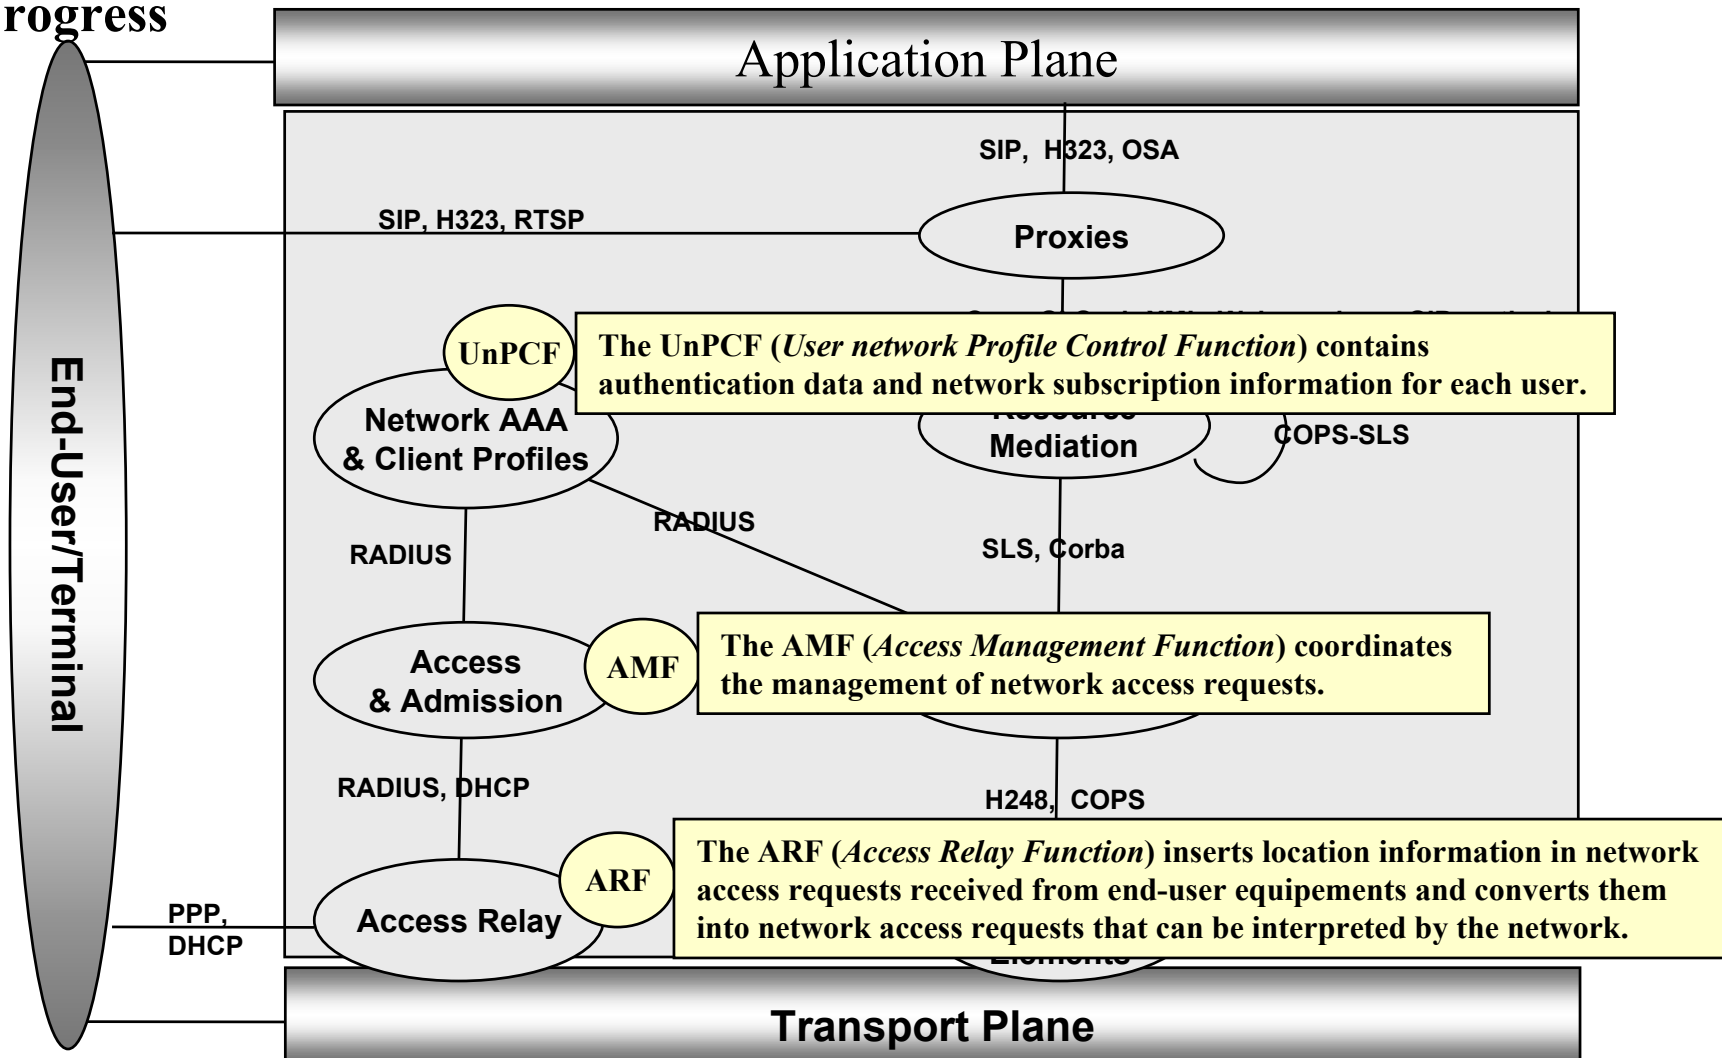 rogress
Application Plane
SIP, H323, OSA
SIP, H323, RTSP
Proxies
UnPCF
The UnPCF (User network Profile Control Function) contains
authentication data and network subscription information for each user.
Network AAA
& Client Profiles
Resource
Mediation
COPS-SLS
End-User/Terminal
RADIUS
RADIUS
SLS, Corba
Access
& Admission
AMF
The AMF (Access Management Function) coordinates
the management of network access requests.
RADIUS, DHCP
H248, COPS
ARF
The ARF (Access Relay Function) inserts location information in network
access requests received from end-user equipements and converts them
into network access requests that can be interpreted by the network.
Access Relay
PPP,
DHCP
Elements
Transport Plane